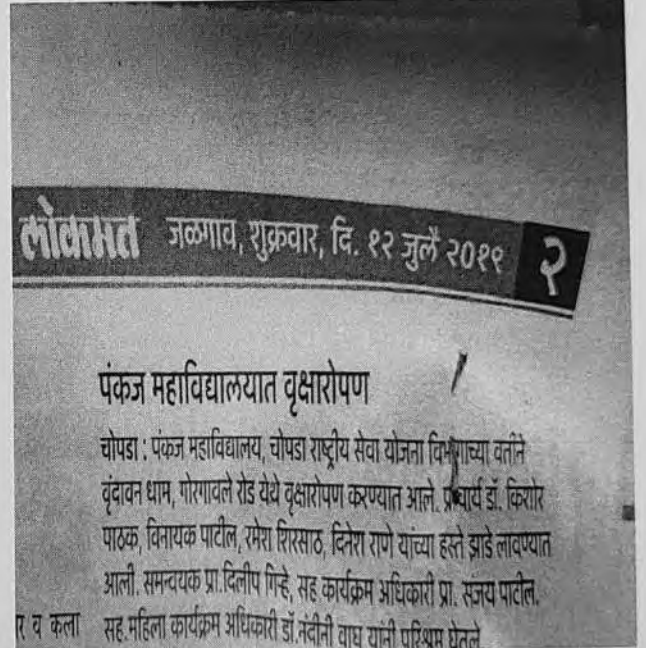 लोकमत जळगाव, शुक्रवार, दि. १२ जुलै २०१९ २
पंकज महाविद्यालयात वृक्षारोपण
चोपडा : पंकज महाविद्यालय, चोपडा राष्ट्रीय सेवा योजना विभागाच्या वतीने
वृंदावन धाम, गोरगावले रोड येथे वृक्षारोपण करण्यात आले. प्राचार्य डॉ. किशोर
पाठक, विनायक पाटील, रमेश शिरसाठ, दिनेश राणे यांच्या हस्ते झाडे लावण्यात
आली. समन्वयक प्रा.दिलीप गिऱ्हे, सह कार्यक्रम अधिकारी प्रा. संजय पाटील.
सह.महिला कार्यक्रम अधिकारी डॉ.नंदीनी वाघ यांनी परिश्रम घेतले
र व कला